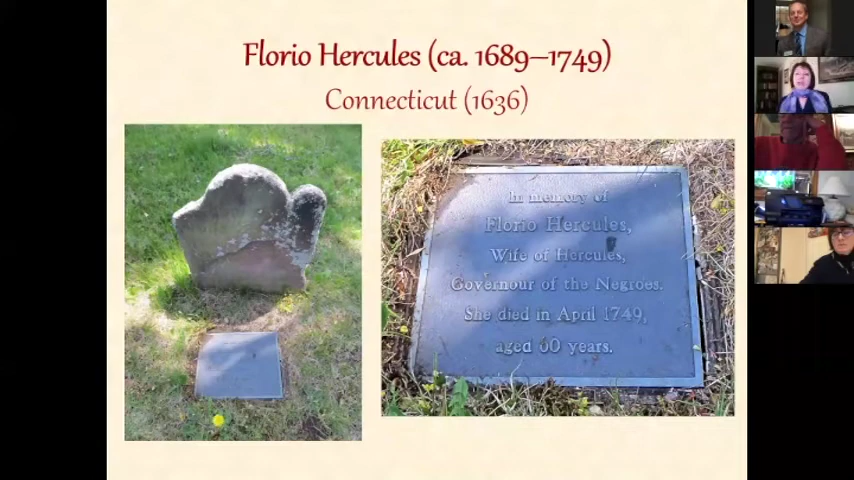 Florio Hercules (ca. 1689–1749)
Connecticut (1636)
In memory of
Florio Hercules,
Wife of Hercules,
Governour of the Negroes.
She died in April 1749,
aged 60 years.